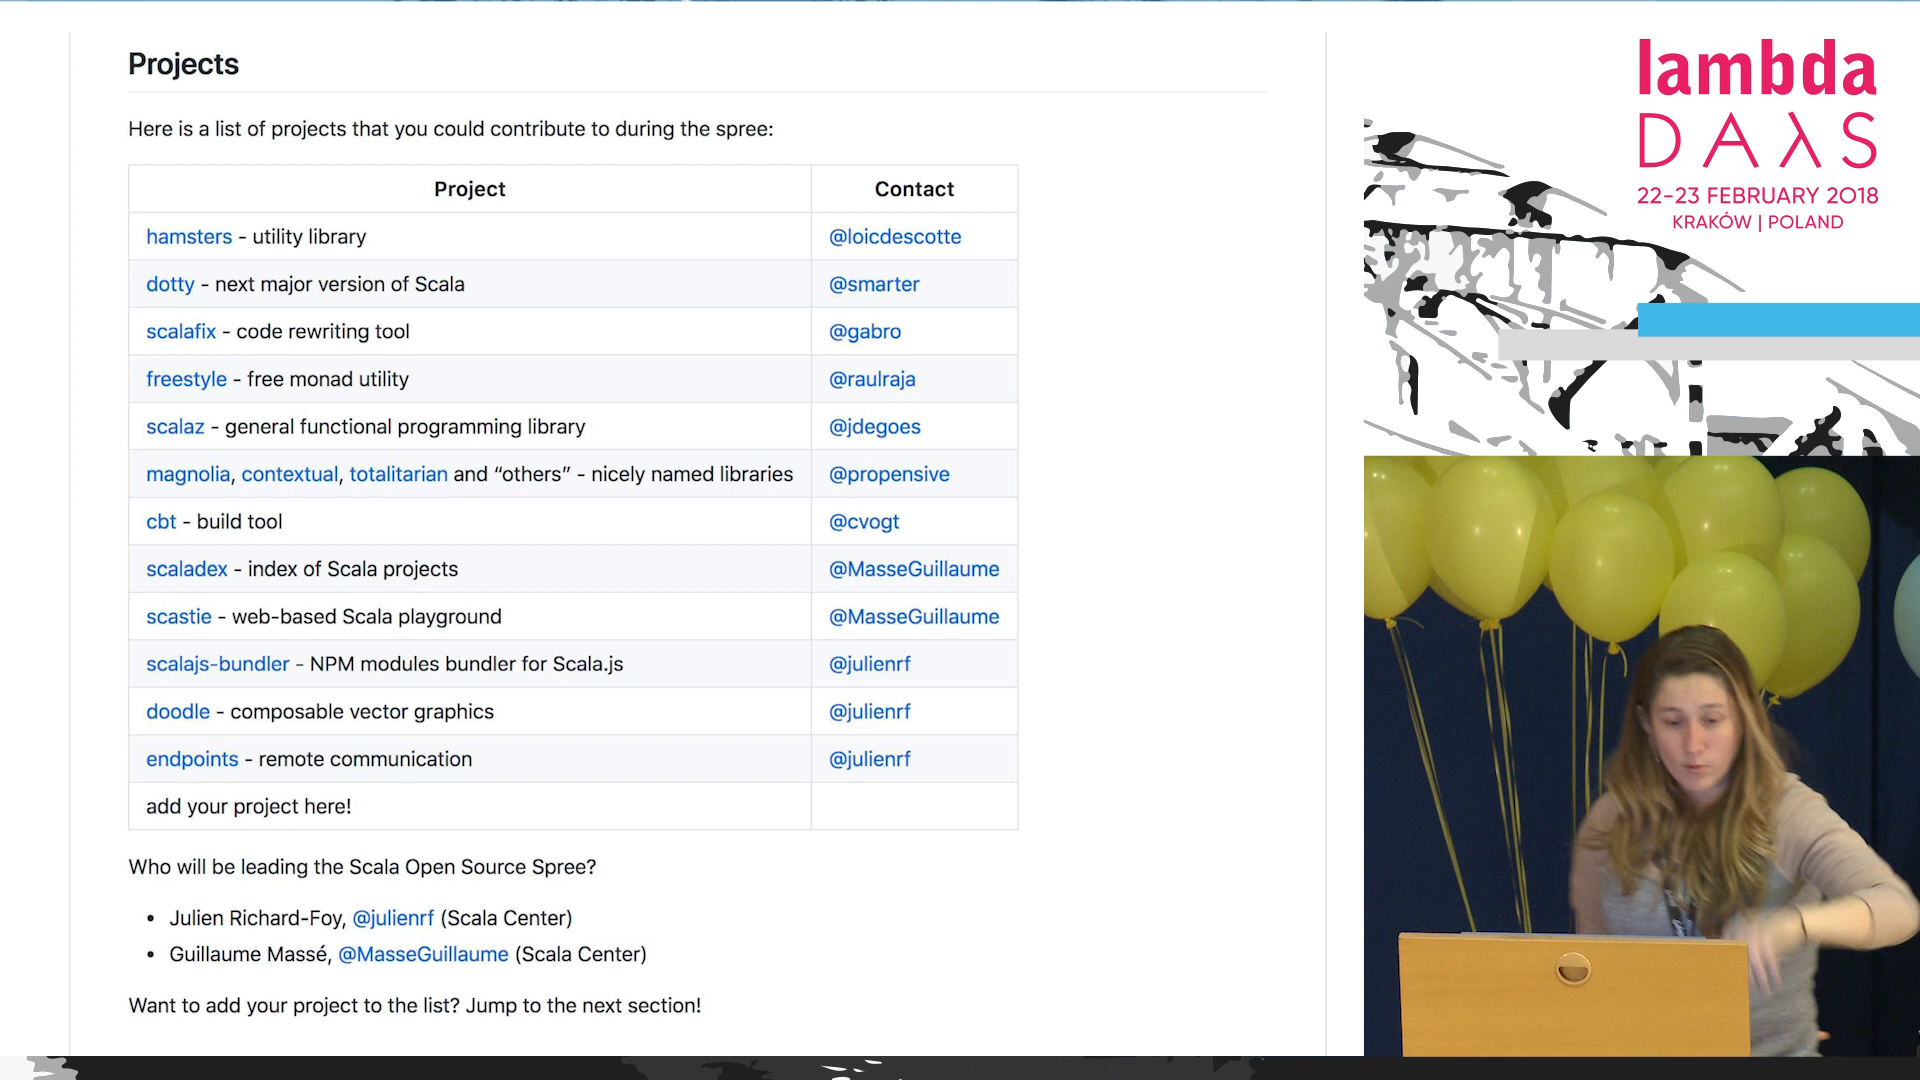 Projects
Here is a list of projects that you could contribute to during the spree:
Project Contact
hamsters - utility library @loicdescotte
dotty - next major version of Scala @smarter
scalafix - code rewriting tool @gabro
freestyle - free monad utility @raulraja
scalaz - general functional programming library @jdegoes
magnolia, contextual, totalitarian and “others” - nicely named libraries @propensive
cbt - build tool @cvogt
scaladex - index of Scala projects @MasseGuillaume
scastie - web-based Scala playground @MasseGuillaume
scalajs-bundler - NPM modules bundler for Scala.js @julienrf
doodle - composable vector graphics @julienrf
endpoints - remote communication @julienrf
add your project here!
Who will be leading the Scala Open Source Spree?
• Julien Richard-Foy, @julienrf (Scala Center)
• Guillaume Massé, @MasseGuillaume (Scala Center)
Want to add your project to the list? Jump to the next section!
lambda
DAλS
22-23 FEBRUARY 2018
KRAKÓW | POLAND